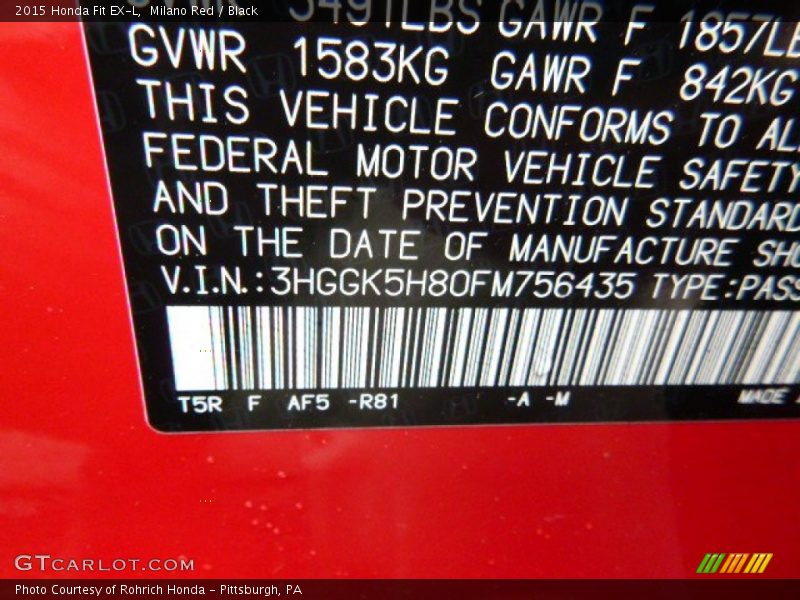 2015 Honda Fit EX-L, Milano Red / Black
3491LBS GAWR F 1857LB
GVWR 1583KG GAWR F 842KG
THIS VEHICLE CONFORMS TO AL
FEDERAL MOTOR VEHICLE SAFETY
AND THEFT PREVENTION STANDARD
ON THE DATE OF MANUFACTURE SHO
V.I.N.:3HGGK5H80FM756435 TYPE:PASS
T5R F AF5 -R81 -A -M MADE
GTCARLOT.COM
Photo Courtesy of Rohrich Honda - Pittsburgh, PA